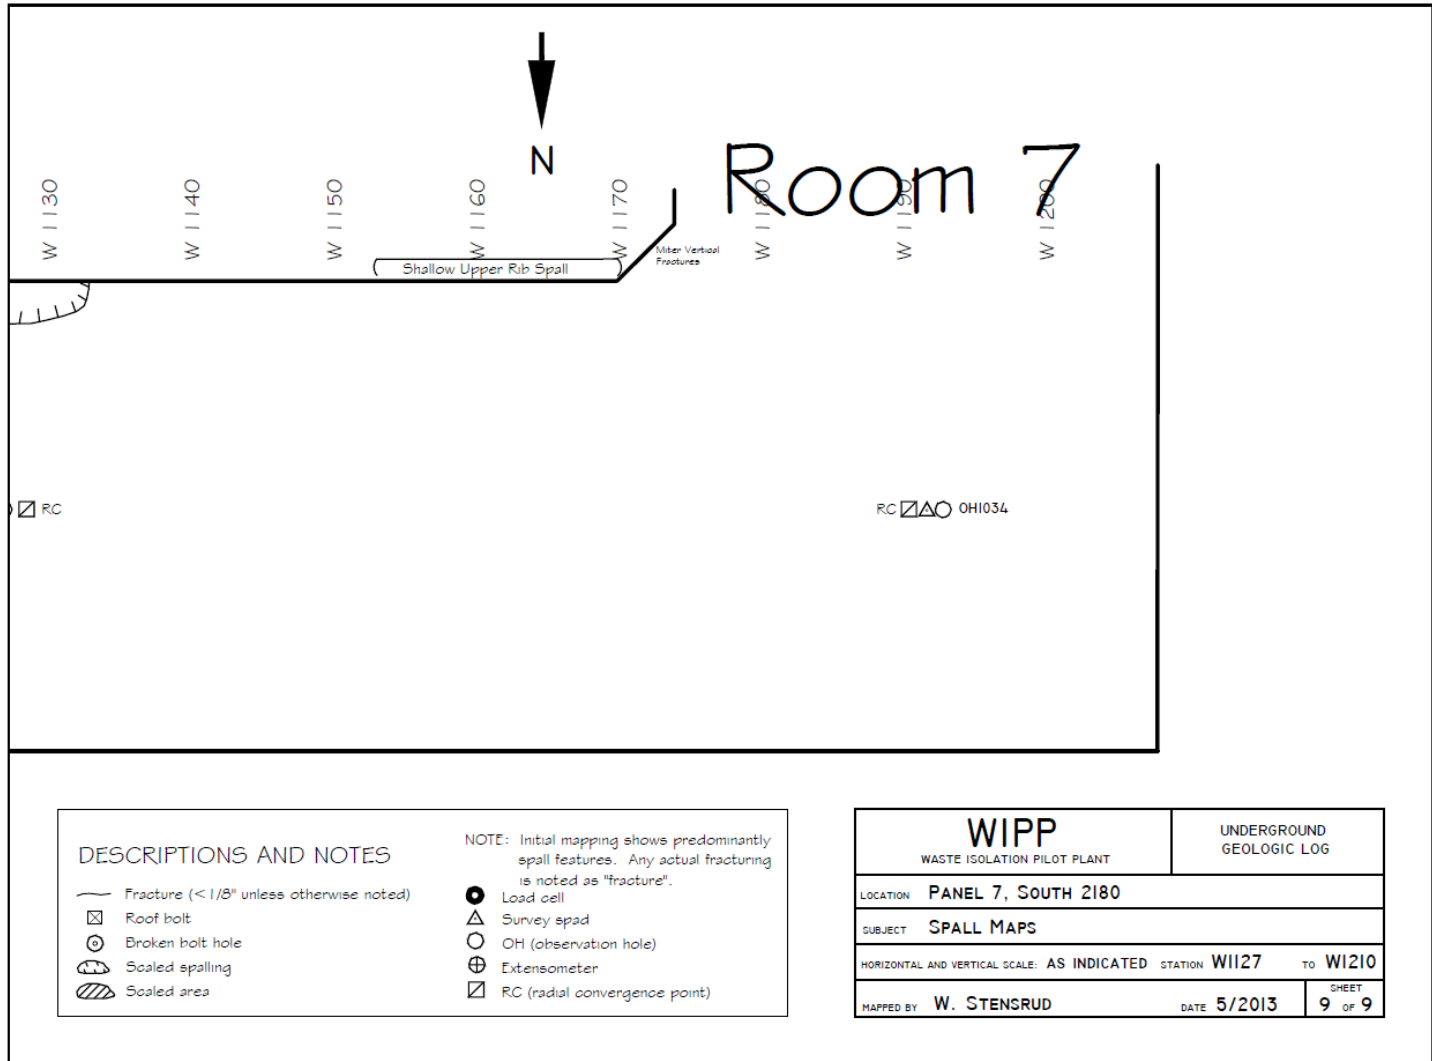 N
Room 7
W 1130
W 1140
W 1150
W 1160
W 1170
W 1180
W 1190
W 1200
Miter Vertical
Fractures
Shallow Upper Rib Spall
RC
RC
OH1034
DESCRIPTIONS AND NOTES
Fracture (<1/8" unless otherwise noted)
Roof bolt
Broken bolt hole
Scaled spalling
Scaled area
NOTE: Initial mapping shows predominantly
spall features. Any actual fracturing
is noted as "fracture".
Load cell
Survey spad
OH (observation hole)
Extensometer
RC (radial convergence point)
WIPP
WASTE ISOLATION PILOT PLANT
UNDERGROUND
GEOLOGIC LOG
LOCATION PANEL 7, SOUTH 2180
SUBJECT SPALL MAPS
HORIZONTAL AND VERTICAL SCALE: AS INDICATED STATION W1127 TO W1210
MAPPED BY W. STENSRUD DATE 5/2013
SHEET
9 OF 9